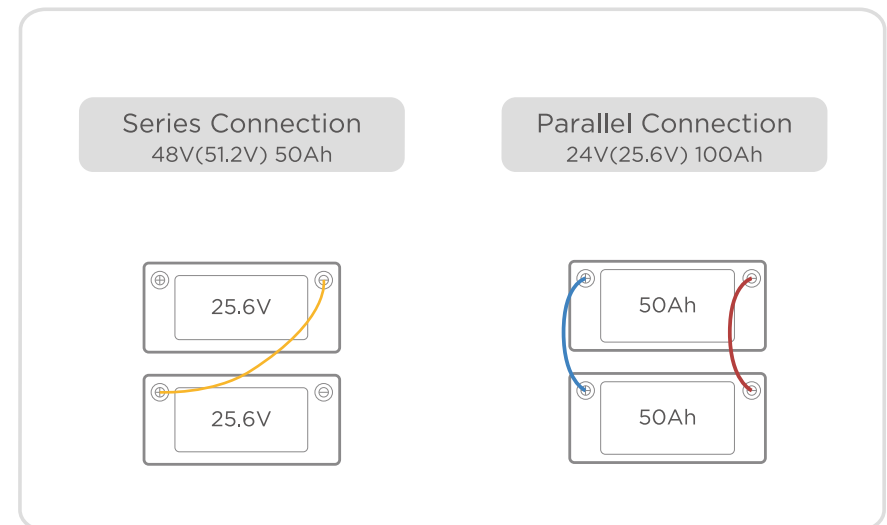 Series Connection
48V(51.2V) 50Ah
Parallel Connection
24V(25.6V) 100Ah
25.6V
25.6V
50Ah
50Ah